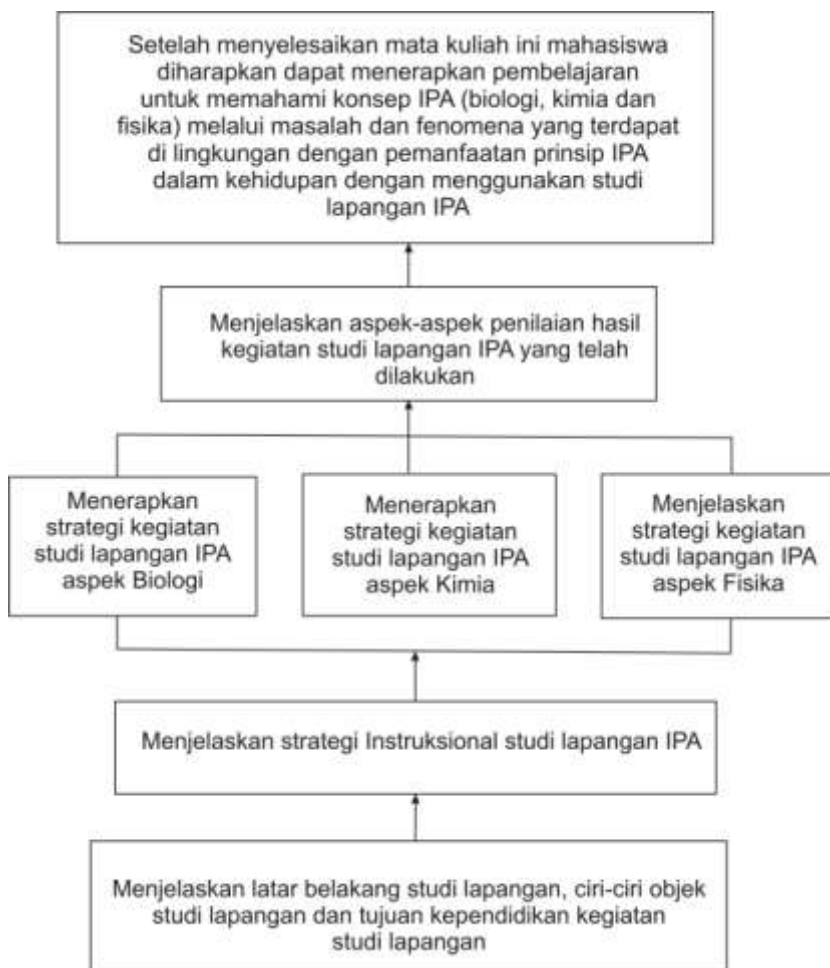 Setelah menyelesaikan mata kuliah ini mahasiswa
diharapkan dapat menerapkan pembelajaran
untuk memahami konsep IPA (biologi, kimia dan
fisika) melalui masalah dan fenomena yang terdapat
di lingkungan dengan pemanfaatan prinsip IPA
dalam kehidupan dengan menggunakan studi
lapangan IPA
Menjelaskan aspek-aspek penilaian hasil
kegiatan studi lapangan IPA yang telah
dilakukan
Menerapkan
strategi kegiatan
studi lapangan IPA
aspek Biologi
Menerapkan
strategi kegiatan
studi lapangan IPA
aspek Kimia
Menjelaskan
strategi kegiatan
studi lapangan IPA
aspek Fisika
Menjelaskan strategi Instruksional studi lapangan IPA
Menjelaskan latar belakang studi lapangan, ciri-ciri objek
studi lapangan dan tujuan kependidikan kegiatan
studi lapangan